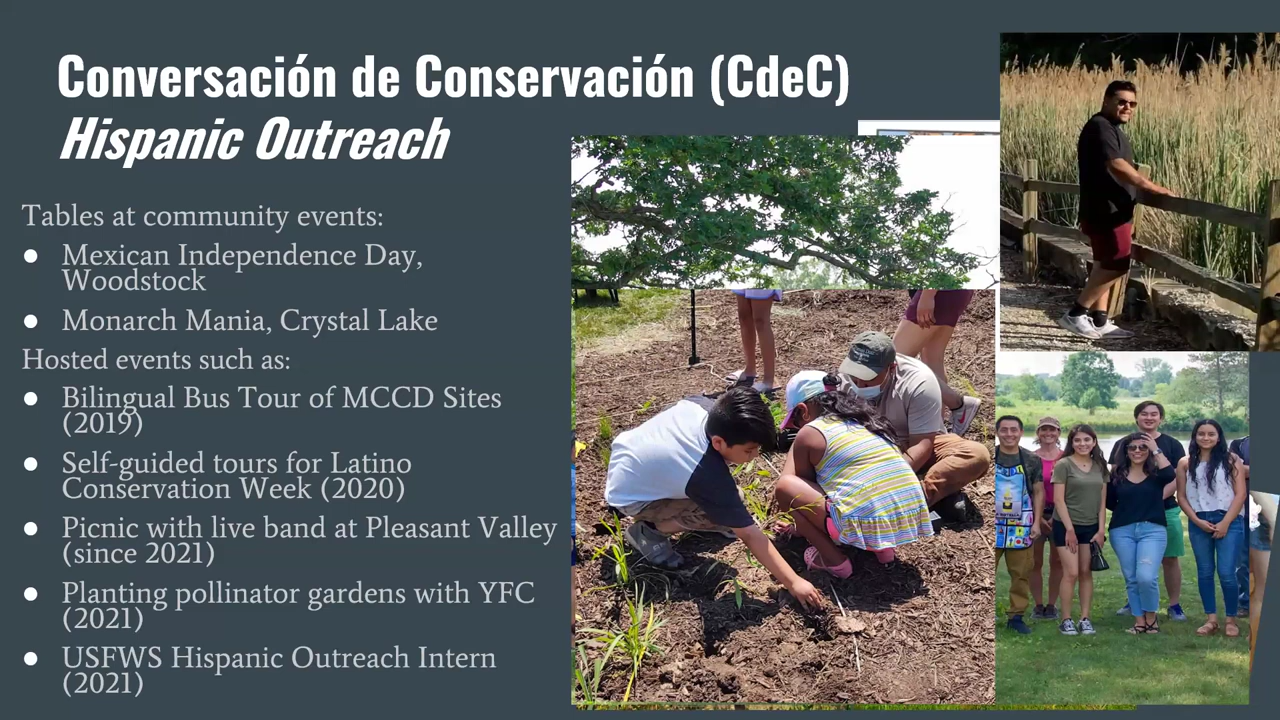 Conversación de Conservación (CdeC)
Hispanic Outreach
Tables at community events:
● Mexican Independence Day,
Woodstock
● Monarch Mania, Crystal Lake
Hosted events such as:
● Bilingual Bus Tour of MCCD Sites
(2019)
● Self-guided tours for Latino
Conservation Week (2020)
● Picnic with live band at Pleasant Valley
(since 2021)
● Planting pollinator gardens with YFC
(2021)
● USFWS Hispanic Outreach Intern
(2021)